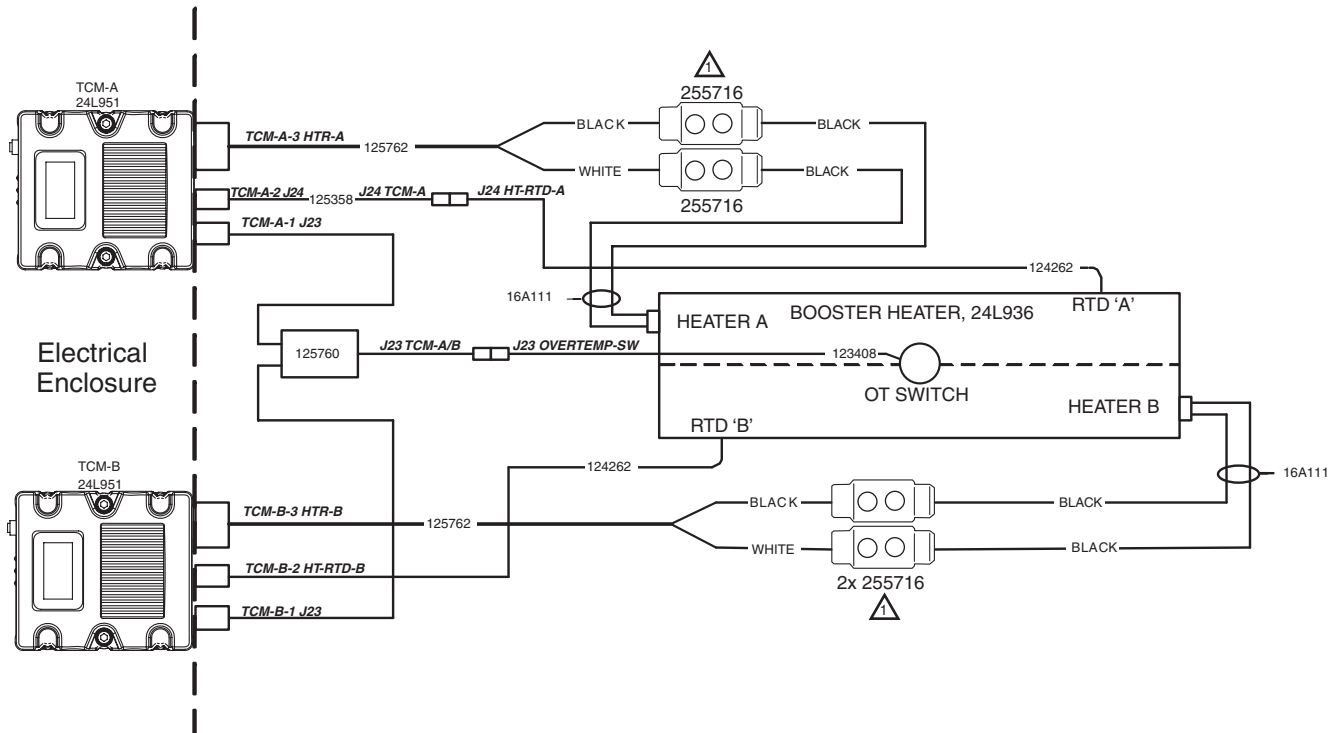 TCM-A
24L951
TCM-A-3 HTR-A
125762
BLACK
WHITE
1
255716
255716
BLACK
BLACK
TCM-A-2 J24
125358
J24 TCM-A
J24 HT-RTD-A
TCM-A-1 J23
124262
16A111
HEATER A
BOOSTER HEATER, 24L936
RTD ‘A’
Electrical
Enclosure
125760
J23 TCM-A/B
J23 OVERTEMP-SW
123408
OT SWITCH
HEATER B
RTD ‘B’
124262
16A111
TCM-B
24L951
TCM-B-3 HTR-B
125762
BLACK
WHITE
BLACK
BLACK
2x 255716
1
TCM-B-2 HT-RTD-B
TCM-B-1 J23